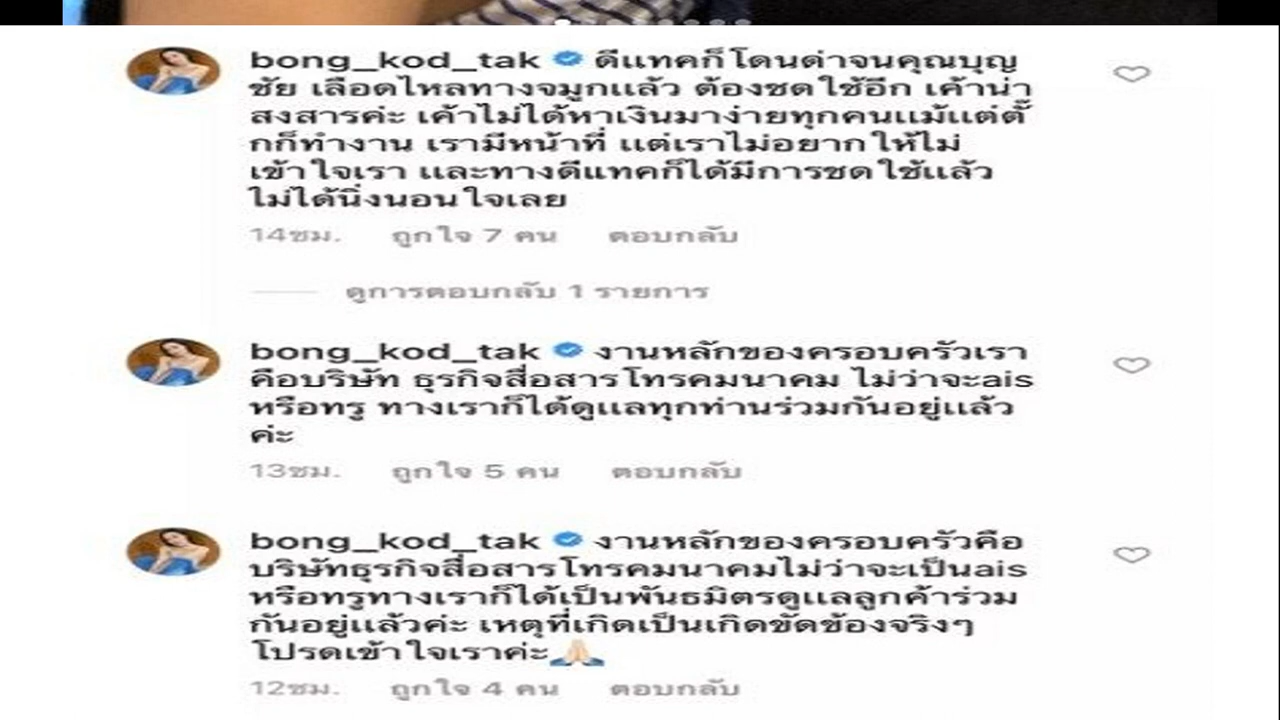 bong_kod_tak ดีแทคก็โดนด่าจนคุณบุญ
ชัย เลือดไหลทางจมูกแล้ว ต้องชดใช้อีก เค้าน่า
สงสารค่ะ เค้าไม่ได้หาเงินมาง่ายทุกคนแม้แต่ตั๊
กก็ทำงาน เรามีหน้าที่ แต่เราไม่อยากให้ไม่
เข้าใจเรา และทางดีแทคก็ได้มีการชดใช้แล้ว
ไม่ได้นิ่งนอนใจเลย
14ชม. ถูกใจ 7 คน ตอบกลับ
ดูการตอบกลับ 1 รายการ
bong_kod_tak งานหลักของครอบครัวเรา
คือบริษัท ธุรกิจสื่อสารโทรคมนาคม ไม่ว่าจะais
หรือทรู ทางเราก็ได้ดูแลทุกท่านร่วมกันอยู่แล้ว
ค่ะ
13ชม. ถูกใจ 5 คน ตอบกลับ
bong_kod_tak งานหลักของครอบครัวคือ
บริษัทธุรกิจสื่อสารโทรคมนาคมไม่ว่าจะเป็นais
หรือทรูทางเราก็ได้เป็นพันธมิตรดูแลลูกค้าร่วม
กันอยู่แล้วค่ะ เหตุที่เกิดเป็นเกิดขัดข้องจริงๆ
โปรดเข้าใจเราค่ะ🙏🏻
12ชม. ถูกใจ 4 คน ตอบกลับ